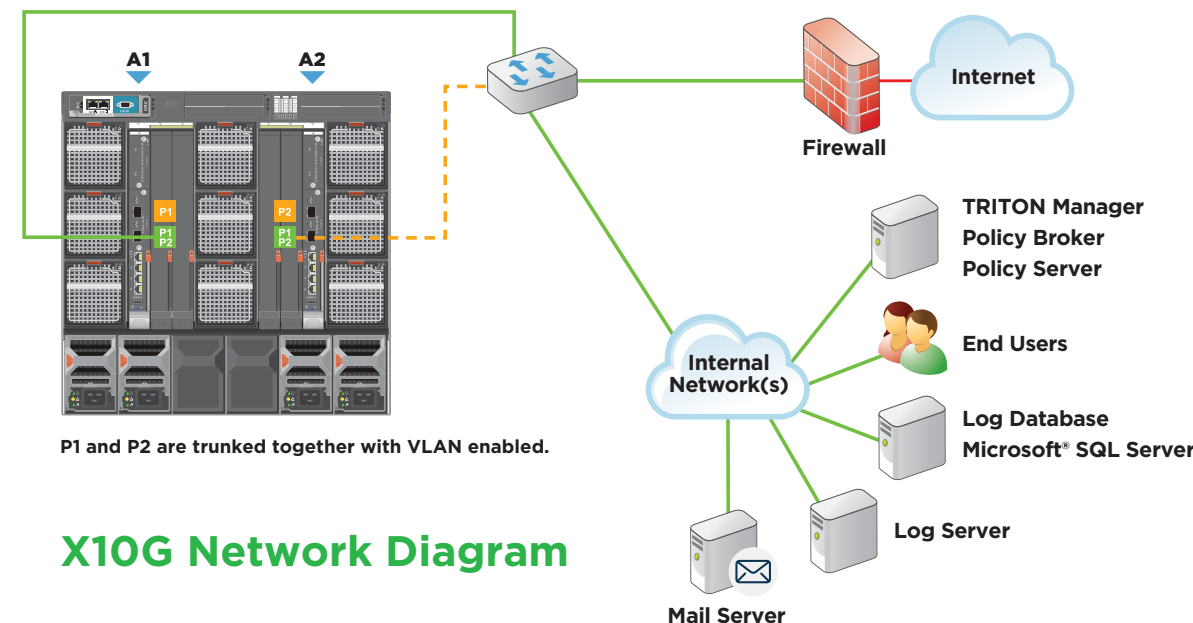 A1
A2
Internet
Firewall
P1
P2
P1
P2
P1
P2
TRITON Manager
Policy Broker
Policy Server
End Users
Internal
Network(s)
Log Database
Microsoft® SQL Server
P1 and P2 are trunked together with VLAN enabled.
Log Server
X10G Network Diagram
Mail Server